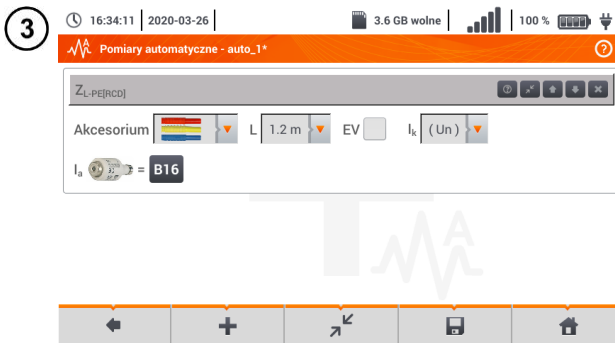 3
16:34:11 2020-03-26 3.6 GB wolne 100 %
Pomiary automatyczne - auto_1*
Z L-PE[RCD]
Akcesorium L 1.2 m EV Ik (Un)
Ia = B16